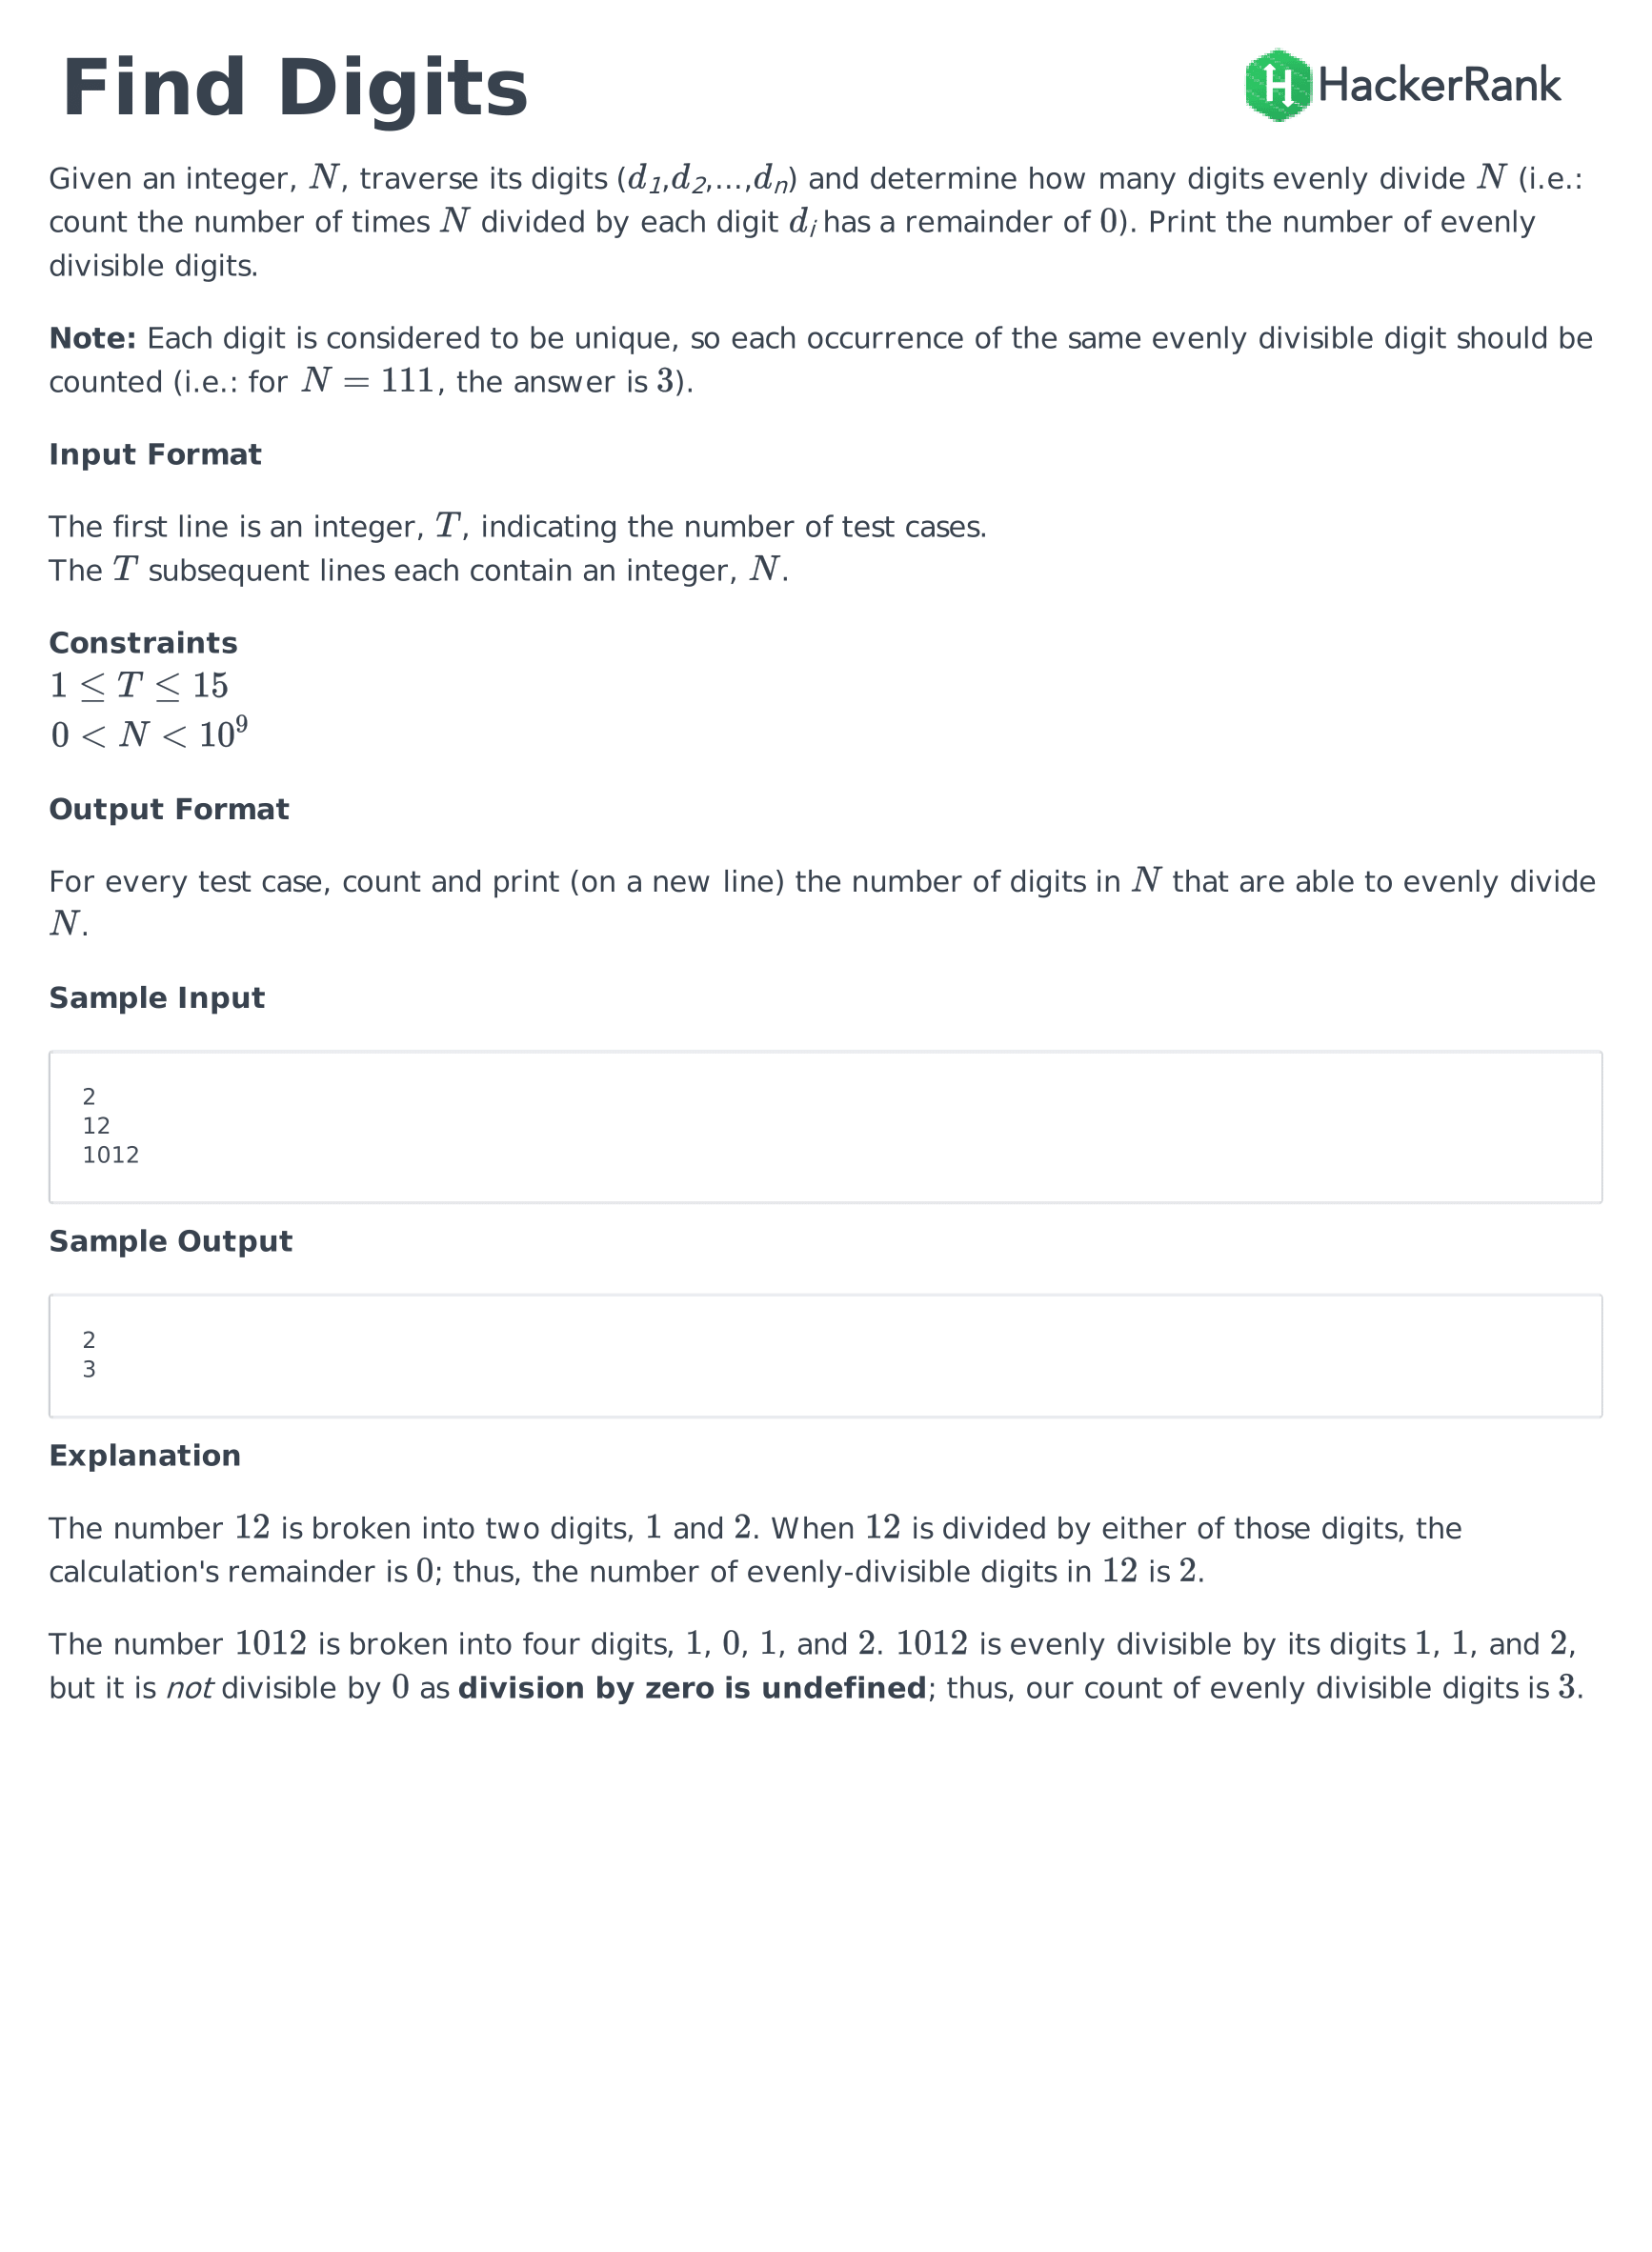 Find Digits
HackerRank
Given an integer, N, traverse its digits (d1,d2,...,dn) and determine how many digits evenly divide N (i.e.:
count the number of times N divided by each digit di has a remainder of 0). Print the number of evenly
divisible digits.
Note: Each digit is considered to be unique, so each occurrence of the same evenly divisible digit should be
counted (i.e.: for N = 111, the answer is 3).
Input Format
The first line is an integer, T, indicating the number of test cases.
The T subsequent lines each contain an integer, N.
Constraints
1 ≤ T ≤ 15
0 < N < 10⁹
Output Format
For every test case, count and print (on a new line) the number of digits in N that are able to evenly divide
N.
Sample Input
2
12
1012
Sample Output
2
3
Explanation
The number 12 is broken into two digits, 1 and 2. When 12 is divided by either of those digits, the
calculation's remainder is 0; thus, the number of evenly-divisible digits in 12 is 2.
The number 1012 is broken into four digits, 1, 0, 1, and 2. 1012 is evenly divisible by its digits 1, 1, and 2,
but it is not divisible by 0 as division by zero is undefined; thus, our count of evenly divisible digits is 3.